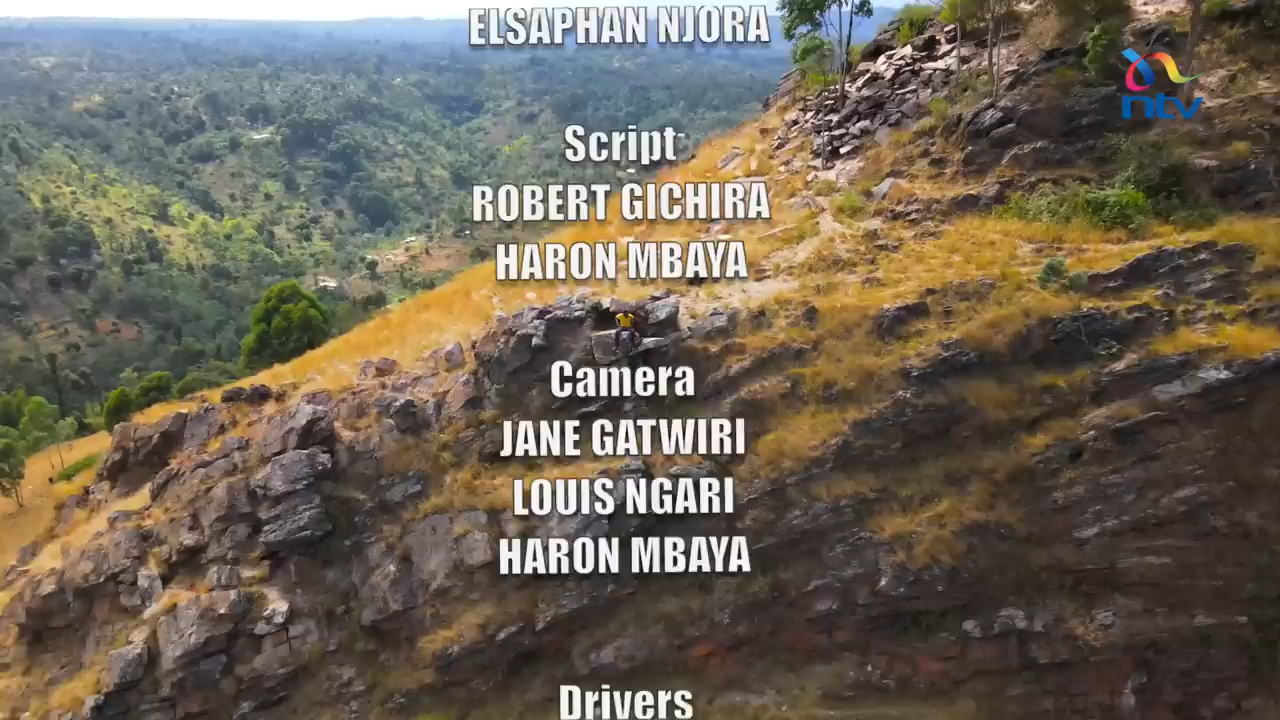 ELSAPHAN NJORA
ntv
Script
ROBERT GICHIRA
HARON MBAYA
Camera
JANE GATWIRI
LOUIS NGARI
HARON MBAYA
Drivers